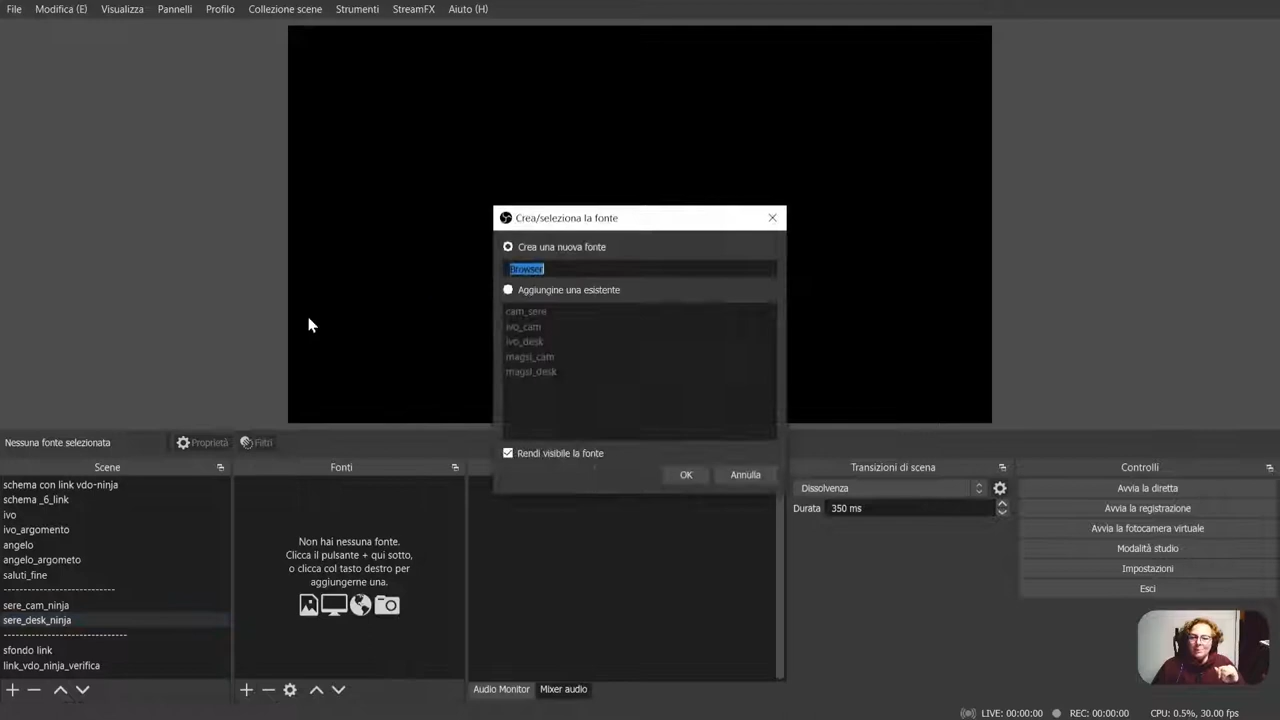 File Modifica (E) Visualizza Pannelli Profilo Collezione scene Strumenti StreamFX Aiuto (H)
Crea/seleziona la fonte
Crea una nuova fonte
Browser
Aggiungine una esistente
cam_sere
ivo_cam
ivo_desk
magsi_cam
magsi_desk
Rendi visibile la fonte
OK Annulla
Nessuna fonte selezionata Proprietà Filtri
Scene
schema con link vdo-ninja
schema _6_link
ivo
ivo_argomento
angelo
angelo_argometo
saluti_fine
----------------------------
sere_cam_ninja
sere_desk_ninja
-------------------------------
sfondo link
link_vdo_ninja_verifica
Fonti
Non hai nessuna fonte.
Clicca il pulsante + qui sotto,
o clicca col tasto destro per
aggiungerne una.
Audio Monitor Mixer audio
Transizioni di scena
Dissolvenza
Durata 350 ms
Controlli
Avvia la diretta
Avvia la registrazione
Avvia la fotocamera virtuale
Modalità studio
Impostazioni
Esci
LIVE: 00:00:00 REC: 00:00:00 CPU: 0.5%, 30.00 fps